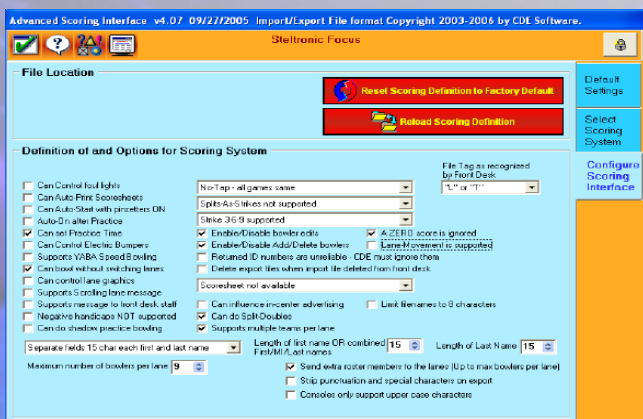 Advanced Scoring Interface v4.07 09/27/2005 Import/Export File format Copyright 2003-2006 by CDE Software.
Steltronic Focus
File Location
Reset Scoring Definition to Factory Default
Reload Scoring Definition
Default Settings
Select Scoring System
Configure Scoring Interface
Definition of and Options for Scoring System
File Tag as recognized
by Front Desk
"L" or "T"
Can Control foul lights
Can Auto-Print Scoresheets
Can Auto-Start with pinsetters ON
Auto-On after Practice
Can set Practice Time
Can Control Electric Bumpers
Supports YABA Speed Bowling
Can bowl without switching lanes
Can control lane graphics
Supports Scrolling lane message
Supports message to front desk staff
Negative handicaps NOT supported
Can do shadow practice bowling
No-Tap - all games same
Splits-As-Strikes not supported
Strike 3-6-9 supported
Enable/Disable bowler edits
A ZERO score is ignored
Enable/Disable Add/Delete bowlers
Lane-Movement is supported
Returned ID numbers are unreliable - CDE must ignore them
Delete export files when import file deleted from front desk
Scoresheet not available
Can influence in-center advertising
Limit filenames to 8 characters
Can do Split-Doubles
Supports multiple teams per lane
Separate fields 15 char each first and last name
Length of first name OR combined
First/MI/Last names
15
Length of Last Name 15
Maximum number of bowlers per lane 9
Send extra roster members to the lanes (Up to max bowlers per lane)
Strip punctuation and special characters on export
Consoles only support upper case characters